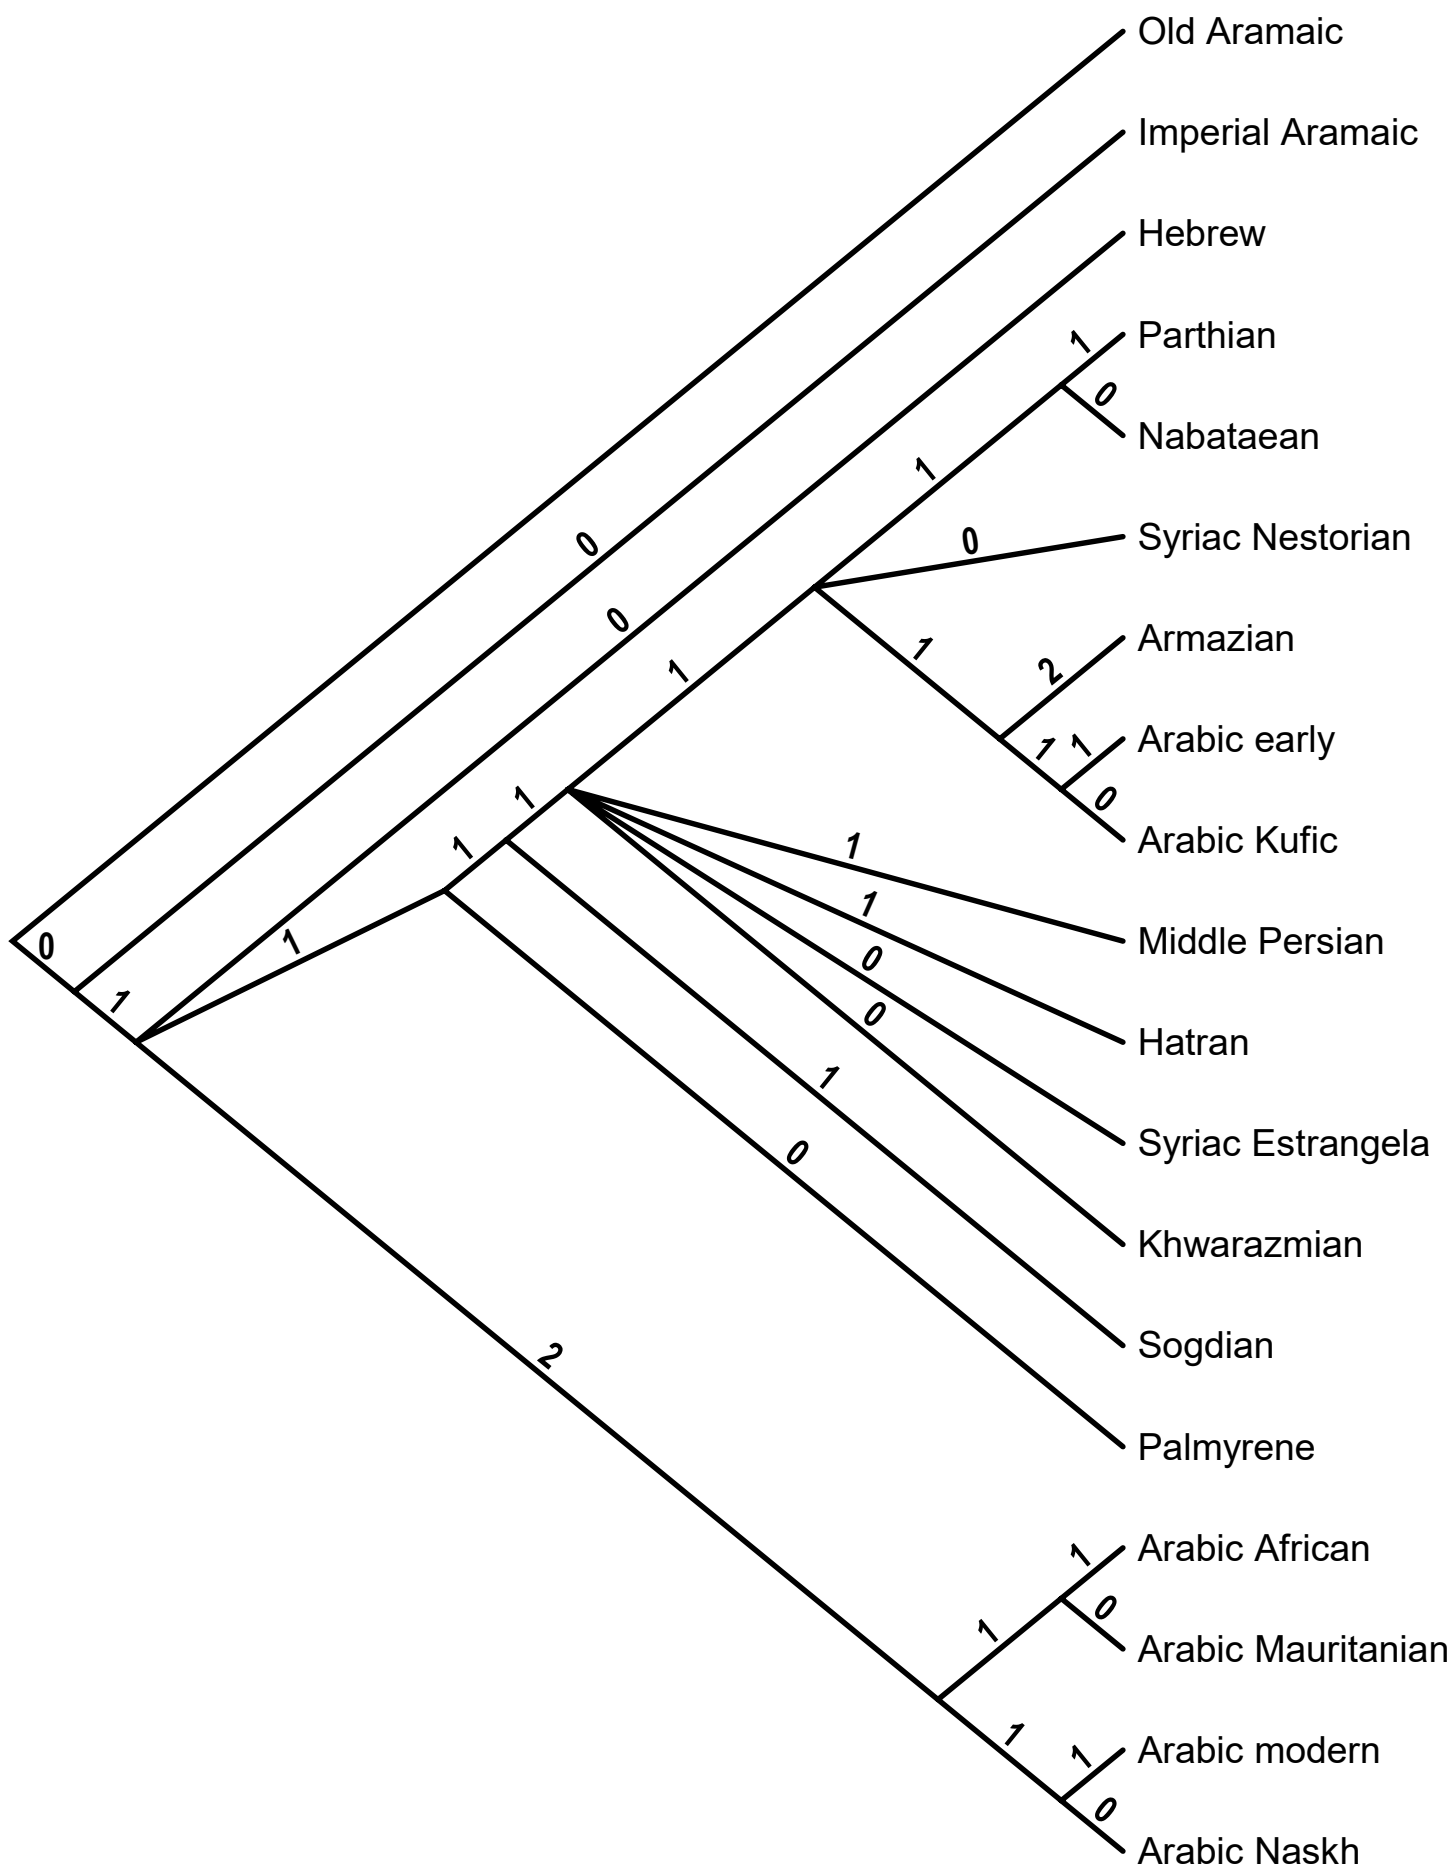 Old Aramaic
Imperial Aramaic
Hebrew
1 Parthian
0
Nabataean
1
0 Syriac Nestorian
0
0
1
1
2 Armazian
1 1 Arabic early
0
1
1
1 Arabic Kufic
1
0
1
1
0
0
Middle Persian
1
Hatran
1
0
Syriac Estrangela
Khwarazmian
2
Sogdian
Palmyrene
1 Arabic African
0
1
Arabic Mauritanian
1
1 Arabic modern
0
Arabic Naskh